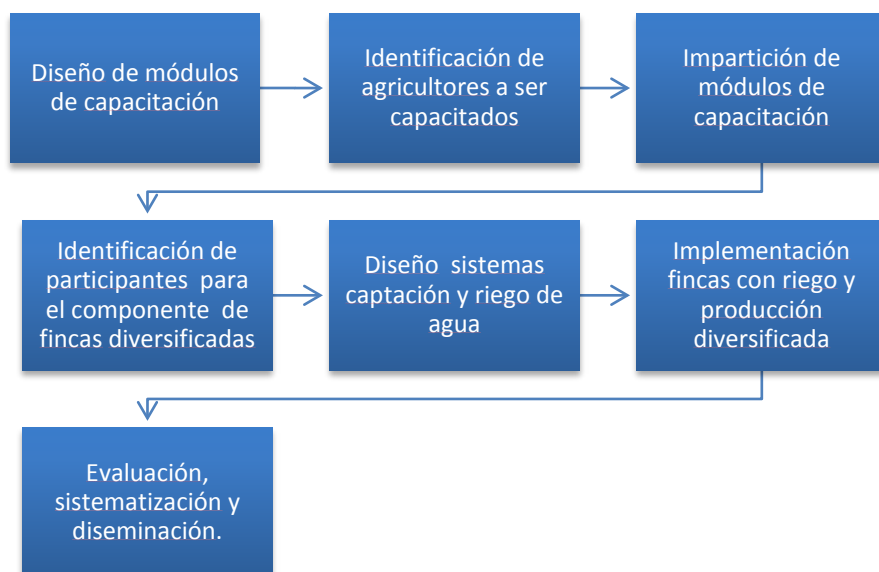 Diseño de módulos
de capacitación
Identificación de
agricultores a ser
capacitados
Impartición de
módulos de
capacitación
Identificación de
participantes para
el componente de
fincas diversificadas
Diseño sistemas
captación y riego de
agua
Implementación
fincas con riego y
producción
diversificada
Evaluación,
sistematización y
diseminación.